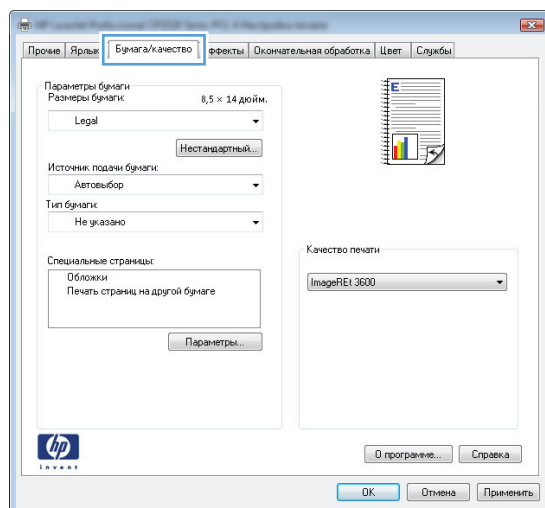 Прочие Ярлык Бумага/качество ффекты Окончательная обработка Цвет Службы
Параметры бумаги
Размеры бумаги: 8,5 × 14 дюйм.
Legal
Нестандартный...
Источник подачи бумаги:
Автовыбор
Тип бумаги:
Не указано
Специальные страницы:
Обложки
Печать страниц на другой бумаге
Параметры...
E
Качество печати
ImageREt 3600
hp
invent
О программе... Справка
OK Отмена Применить